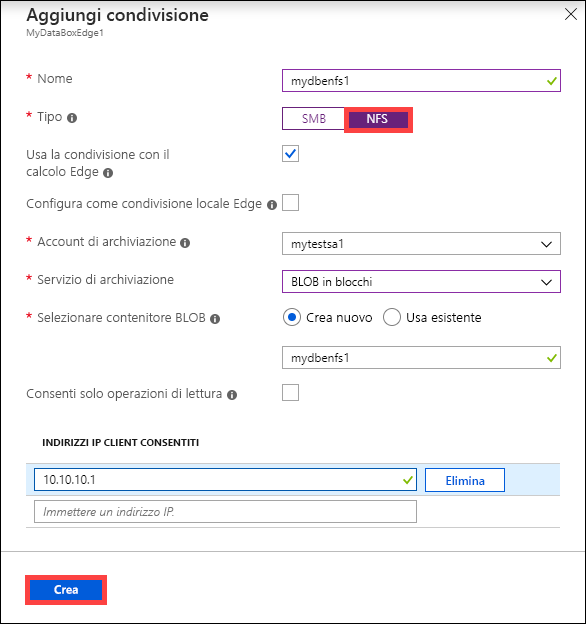 Aggiungi condivisione
MyDataBoxEdge1
* Nome
mydbenfs1
* Tipo
SMB NFS
Usa la condivisione con il
calcolo Edge
Configura come condivisione locale Edge
* Account di archiviazione
mytestsa1
* Servizio di archiviazione
BLOB in blocchi
* Selezionare contenitore BLOB
Crea nuovo Usa esistente
mydbenfs1
Consenti solo operazioni di lettura
INDIRIZZI IP CLIENT CONSENTITI
10.10.10.1
Elimina
Immettere un indirizzo IP.
Crea